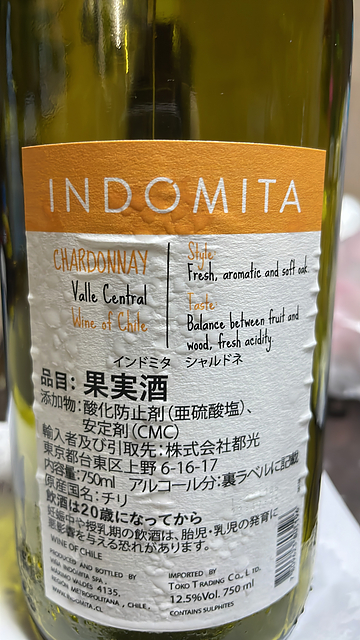 INDOMITA
CHARDONNAY
Valle Central
Wine of Chile
Style
Fresh, aromatic and soft oak.
Taste
Balance between fruit and
wood, fresh acidity.
インドミタ シャルドネ
品目: 果実酒
添加物: 酸化防止剤 (亜硫酸塩)、
安定剤 (CMC)
輸入者及び引取先: 株式会社都光
東京都台東区上野 6-16-17
内容量: 750ml アルコール分: 裏ラベルに記載
原産国名: チリ
飲酒は20歳になってから
妊娠中や授乳期の飲酒は、胎児・乳児の発育に
悪影響を与える恐れがあります。
WINE OF CHILE
PRODUCED AND BOTTLED BY
VIÑA INDOMITA SPA.
4135,
REGIÓN METROPOLITANA, CHILE.
IMPORTED BY
TOKO TRADING CO., LTD.
12.5%Vol. 750 ml
CONTAINS SULPHITES